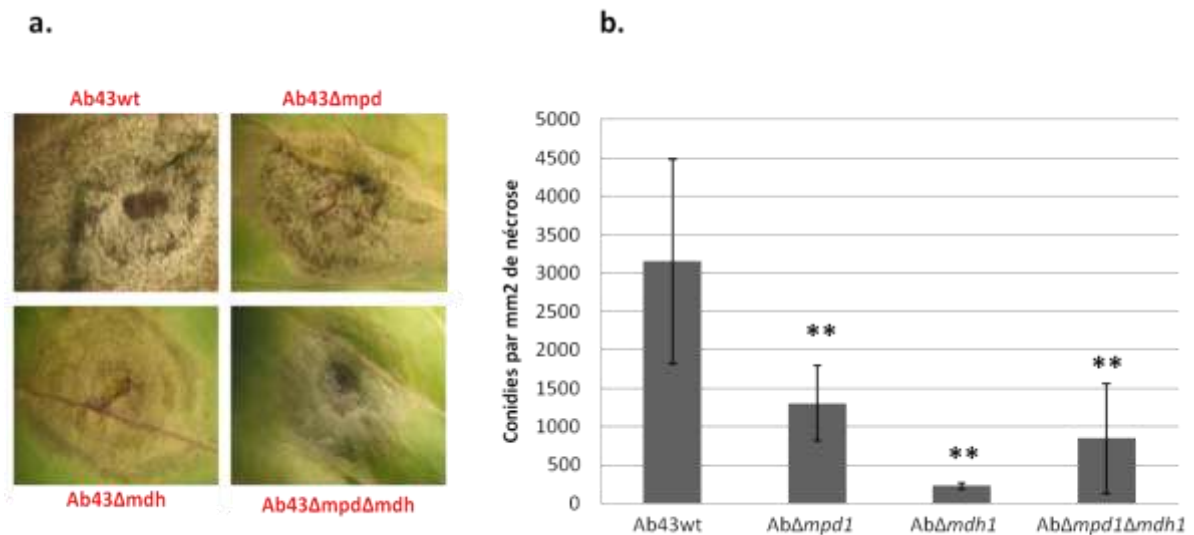 a.
Ab43wt
Ab43Δmpd
Ab43Δmdh
Ab43ΔmpdΔmdh
b.
Conidies par mm2 de nécrose
5000
4500
4000
3500
3000
2500
2000
1500
1000
500
0
**
**
**
Ab43wt
AbΔmpd1
AbΔmdh1
AbΔmpd1Δmdh1